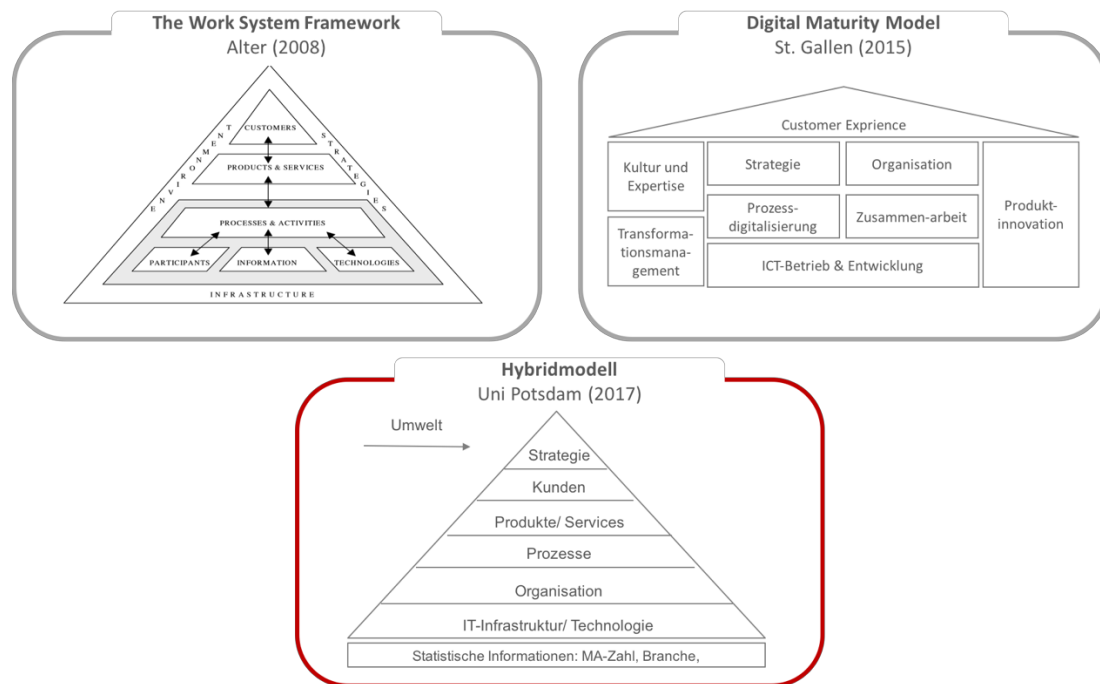 The Work System Framework
Alter (2008)
ENVIRONMENT
STRATEGIES
CUSTOMERS
PRODUCTS & SERVICES
PROCESSES & ACTIVITIES
PARTICIPANTS
INFORMATION
TECHNOLOGIES
INFRASTRUCTURE
Digital Maturity Model
St. Gallen (2015)
Customer Exprience
Kultur und
Expertise
Strategie
Organisation
Produkt-
innovation
Prozess-
digitalisierung
Zusammen-arbeit
Transforma-
tionsmana-
gement
ICT-Betrieb & Entwicklung
Hybridmodell
Uni Potsdam (2017)
Umwelt
Strategie
Kunden
Produkte/ Services
Prozesse
Organisation
IT-Infrastruktur/ Technologie
Statistische Informationen: MA-Zahl, Branche,